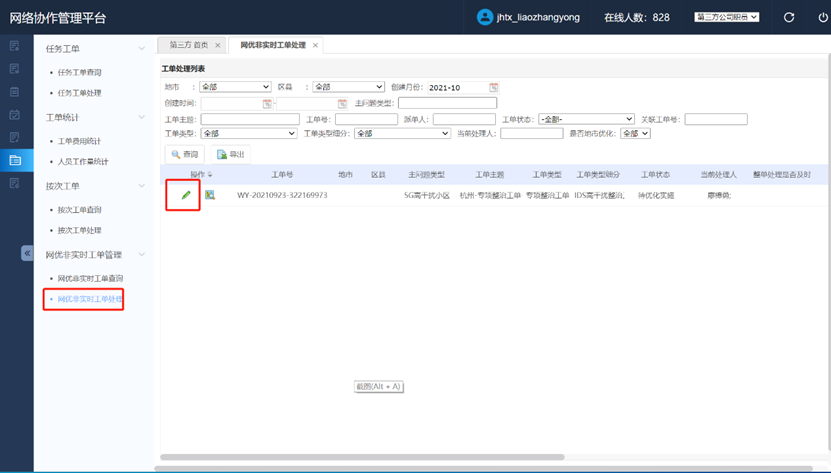 网络协作管理平台
jhtx_liaozhangyong
在线人数：828
第三方公司职员
第三方 首页 ×
网优非实时工单处理 ×
任务工单
• 任务工单查询
• 任务工单处理
工单统计
• 工单费用统计
• 人员工作量统计
按次工单
• 按次工单查询
• 按次工单处理
网优非实时工单管理
• 网优非实时工单查询
• 网优非实时工单处理
工单处理列表
地市 ： 全部 区县 ： 全部 创建月份： 2021-10
创建时间： - 主问题类型：
工单主题： 工单号： 派单人： 工单状态： -全部- 关联工单号：
工单类型： 全部 工单类型细分： 全部 当前处理人： 是否地市优化： 全部
查询 导出
操作 工单号 地市 区县 主问题类型 工单主题 工单类型 工单类型细分 工单状态 当前处理人 整单处理是否及时
WY-20210923-322169973 5G高干扰小区 杭州-专项整治工单 专项整治工单 IDS高干扰整治_ 待优化实施
截图(Alt + A)